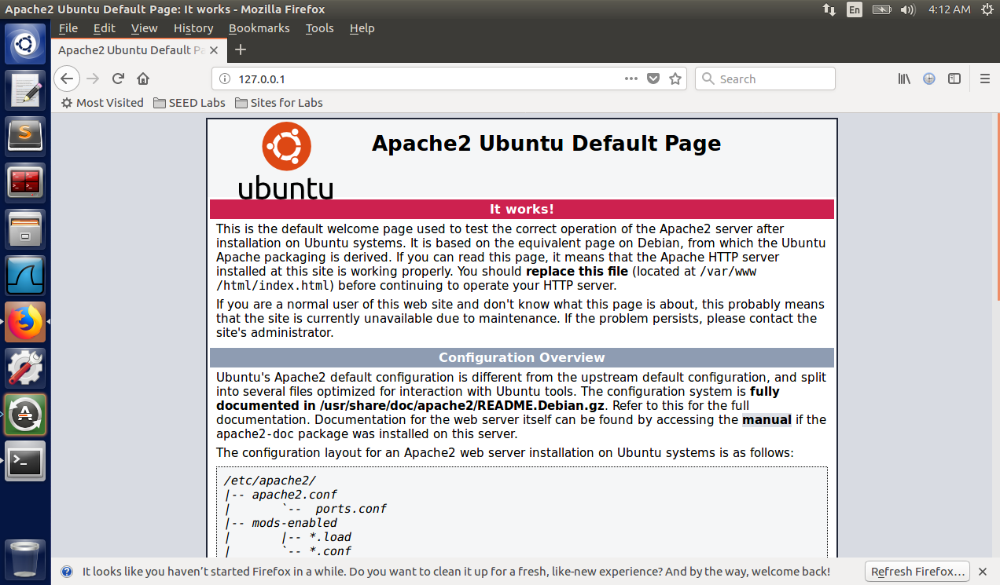 Apache2 Ubuntu Default Page: It works - Mozilla Firefox
En
4:12 AM
File Edit View History Bookmarks Tools Help
Apache2 Ubuntu Default Pa
127.0.0.1
Search
Most Visited SEED Labs Sites for Labs
ubuntu
Apache2 Ubuntu Default Page
It works!
This is the default welcome page used to test the correct operation of the Apache2 server after
installation on Ubuntu systems. It is based on the equivalent page on Debian, from which the Ubuntu
Apache packaging is derived. If you can read this page, it means that the Apache HTTP server
installed at this site is working properly. You should replace this file (located at /var/www
/html/index.html) before continuing to operate your HTTP server.
If you are a normal user of this web site and don't know what this page is about, this probably means
that the site is currently unavailable due to maintenance. If the problem persists, please contact the
site's administrator.
Configuration Overview
Ubuntu's Apache2 default configuration is different from the upstream default configuration, and split
into several files optimized for interaction with Ubuntu tools. The configuration system is fully
documented in /usr/share/doc/apache2/README.Debian.gz. Refer to this for the full
documentation. Documentation for the web server itself can be found by accessing the manual if the
apache2-doc package was installed on this server.
The configuration layout for an Apache2 web server installation on Ubuntu systems is as follows:
/etc/apache2/
|-- apache2.conf
|       `--  ports.conf
|-- mods-enabled
|       |-- *.load
|       `-- *.conf
It looks like you haven’t started Firefox in a while. Do you want to clean it up for a fresh, like-new experience? And by the way, welcome back!
Refresh Firefox…